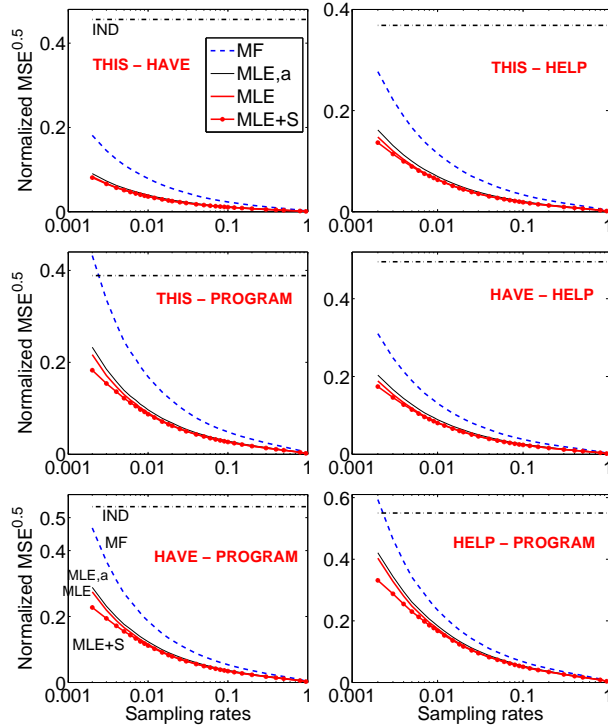 0.4
0.2
0
0.001 0.01 0.1 1
Normalized MSE^0.5
IND
THIS – HAVE
MF
MLE,a
MLE
MLE+S
0.4
0.2
0
0.001 0.01 0.1 1
THIS – HELP
0.4
0.2
0
0.001 0.01 0.1 1
Normalized MSE^0.5
THIS – PROGRAM
0.4
0.2
0
0.001 0.01 0.1 1
HAVE – HELP
0.5
0.4
0.2
0
0.001 0.01 0.1 1
Normalized MSE^0.5
Sampling rates
IND
MF
HAVE – PROGRAM
MLE,a
MLE
MLE+S
0.6
0.4
0.2
0
0.001 0.01 0.1 1
Sampling rates
HELP – PROGRAM